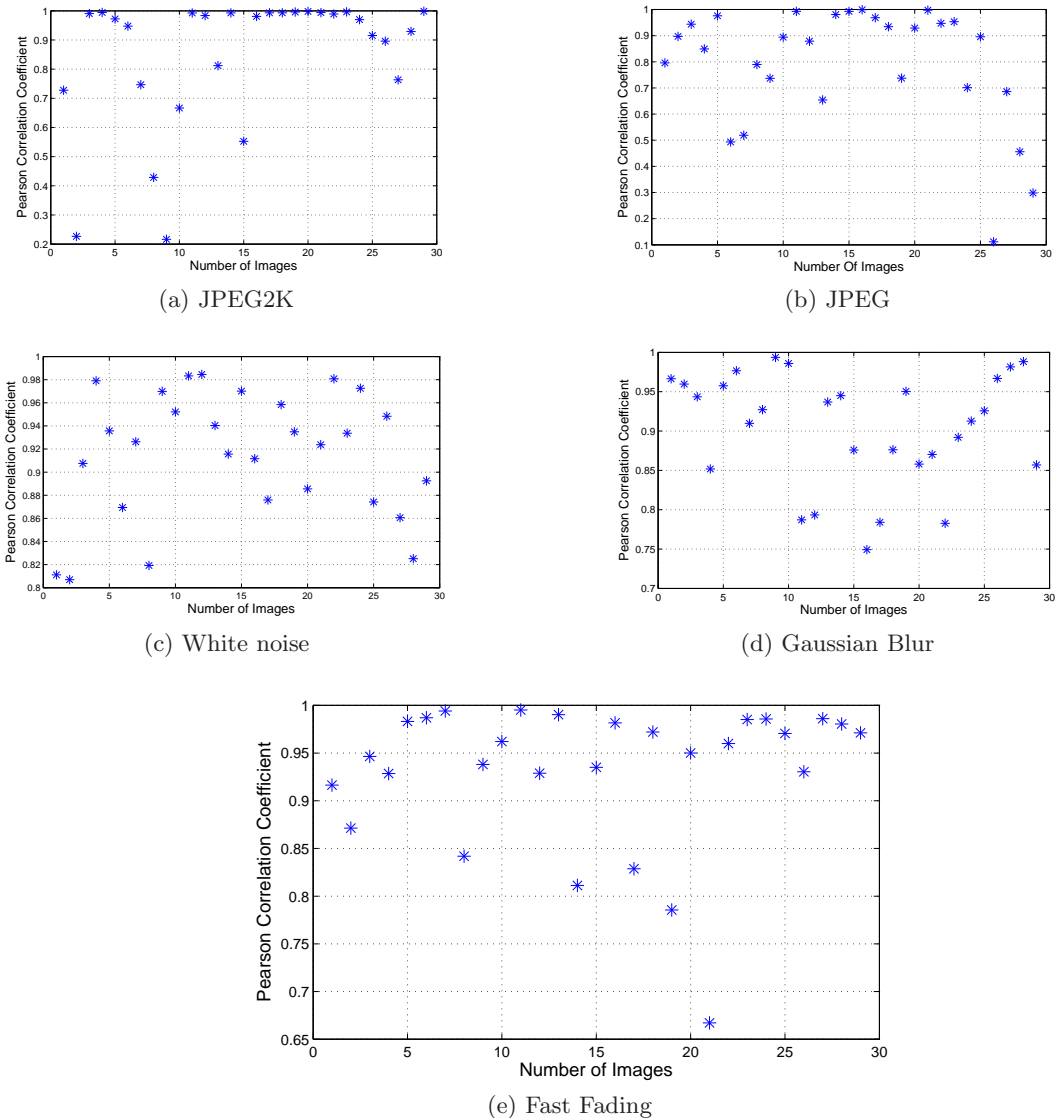 1
0.9
0.8
0.7
0.6
0.5
0.4
0.3
0.2
0 5 10 15 20 25 30
Pearson Correlation Coefficient
Number of Images
(a) JPEG2K
1
0.9
0.8
0.7
0.6
0.5
0.4
0.3
0.2
0.1
0 5 10 15 20 25 30
Pearson Correlation Coefficient
Number Of Images
(b) JPEG
1
0.98
0.96
0.94
0.92
0.9
0.88
0.86
0.84
0.82
0.8
0 5 10 15 20 25 30
Pearson Correlation Coefficient
Number of Images
(c) White noise
1
0.95
0.9
0.85
0.8
0.75
0.7
0 5 10 15 20 25 30
Pearson Correlation Coefficient
Number of Images
(d) Gaussian Blur
1
0.95
0.9
0.85
0.8
0.75
0.7
0.65
0 5 10 15 20 25 30
Pearson Correlation Coefficient
Number of Images
(e) Fast Fading